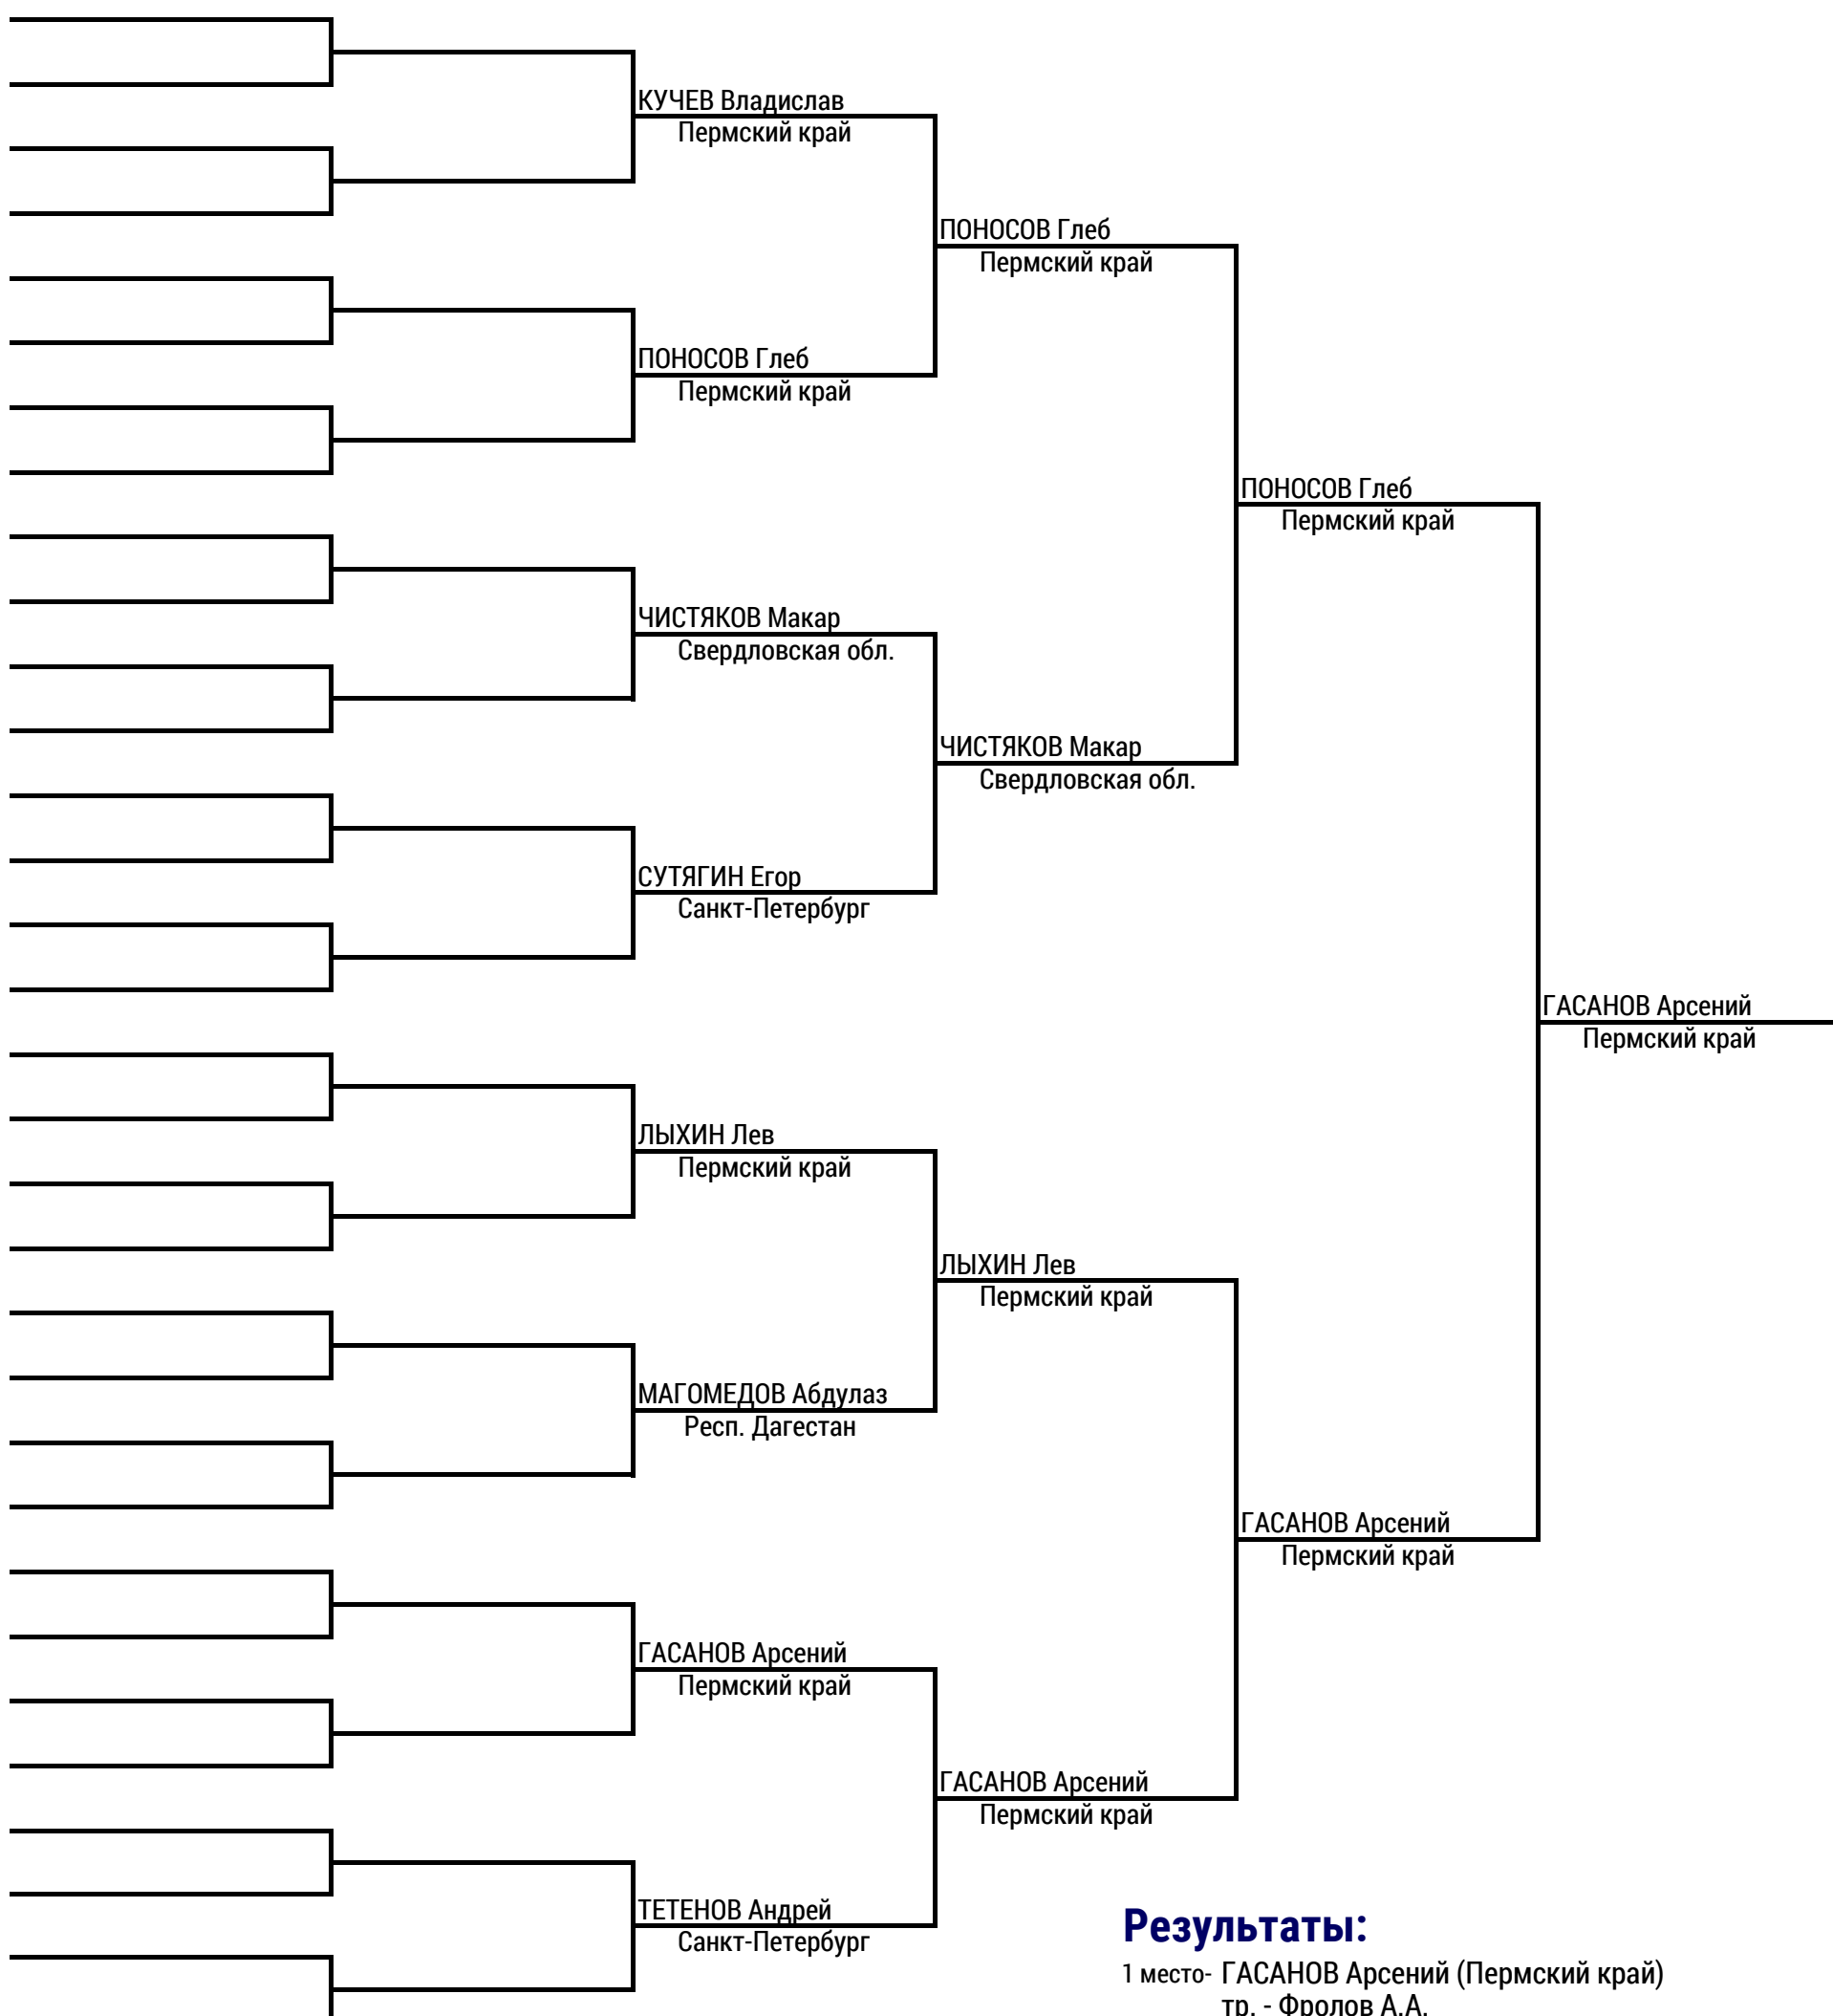 КУЧЕВ Владислав
Пермский край
ПОНОСОВ Глеб
Пермский край
ПОНОСОВ Глеб
Пермский край
ПОНОСОВ Глеб
Пермский край
ЧИСТЯКОВ Макар
Свердловская обл.
ЧИСТЯКОВ Макар
Свердловская обл.
СУТЯГИН Егор
Санкт-Петербург
ГАСАНОВ Арсений
Пермский край
ЛЫХИН Лев
Пермский край
ЛЫХИН Лев
Пермский край
МАГОМЕДОВ Абдулаз
Респ. Дагестан
ГАСАНОВ Арсений
Пермский край
ГАСАНОВ Арсений
Пермский край
ГАСАНОВ Арсений
Пермский край
ТЕТЕНОВ Андрей
Санкт-Петербург
Результаты:
1 место- ГАСАНОВ Арсений (Пермский край)
тр. - Фролов А.А.